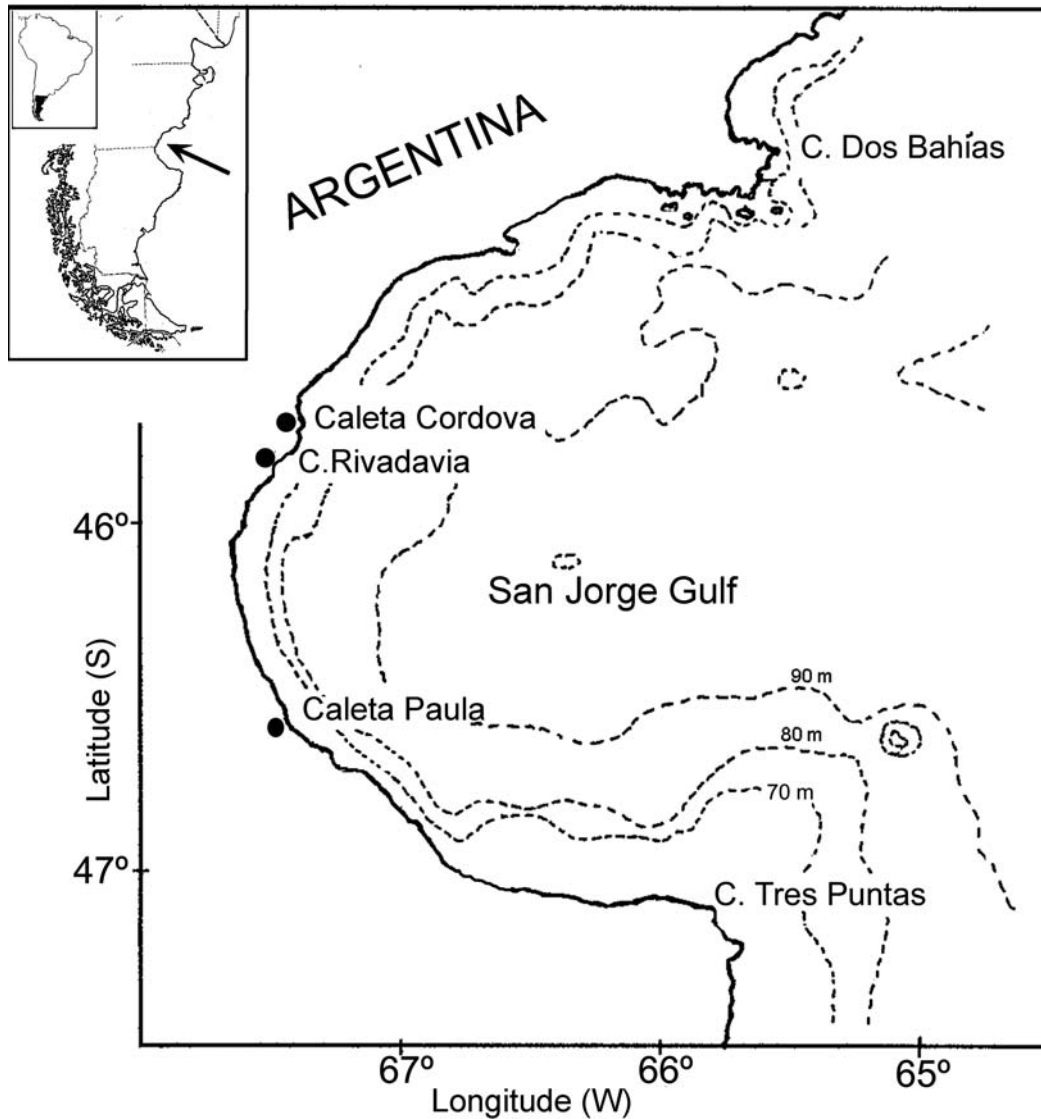 ARGENTINA
C. Dos Bahías
Caleta Cordova
C.Rivadavia
46º
San Jorge Gulf
Caleta Paula
90 m
80 m
70 m
Latitude (S)
47º
C. Tres Puntas
67º
66º
65º
Longitude (W)